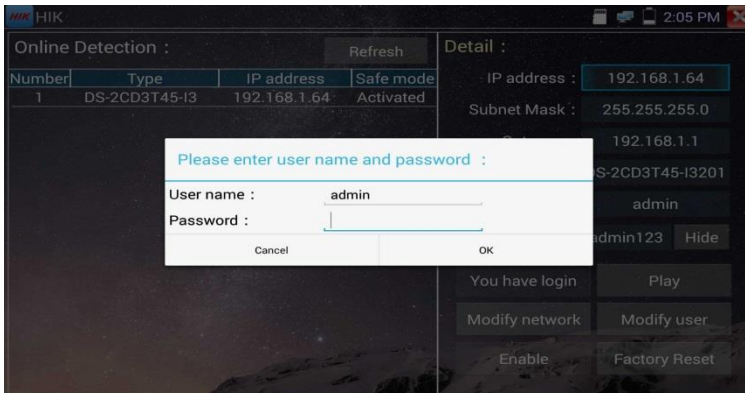 HIK HIK 2:05 PM
Online Detection : Refresh
Number Type IP address Safe mode
1 DS-2CD3T45-I3 192.168.1.64 Activated
Detail :
IP address : 192.168.1.64
Subnet Mask : 255.255.255.0
192.168.1.1
S-2CD3T45-I3201
admin
dmin123 Hide
You have login Play
Modify network Modify user
Enable Factory Reset
Please enter user name and password :
User name : admin
Password :
Cancel OK